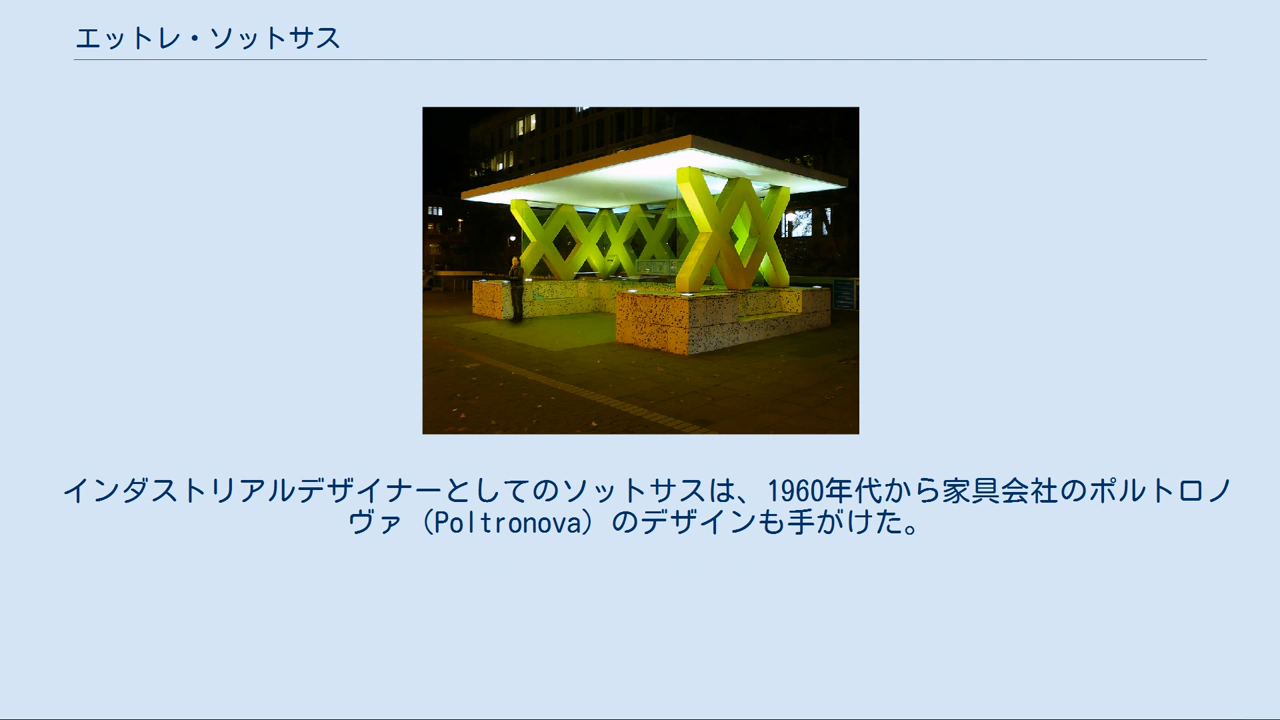 エットレ・ソットサス
インダストリアルデザイナーとしてのソットサスは、1960年代から家具会社のポルトロノ
ヴァ（Poltronova）のデザインも手がけた。